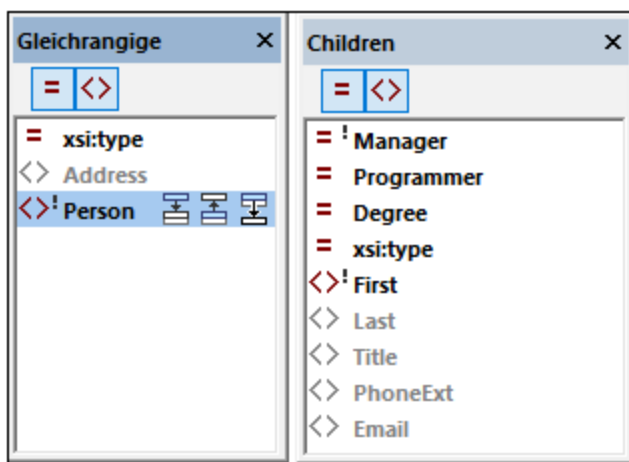 Gleichrangige
= <>
= xsi:type
<> Address
<>! Person
Children
= <>
= ! Manager
= Programmer
= Degree
= xsi:type
<>! First
<> Last
<> Title
<> PhoneExt
<> Email